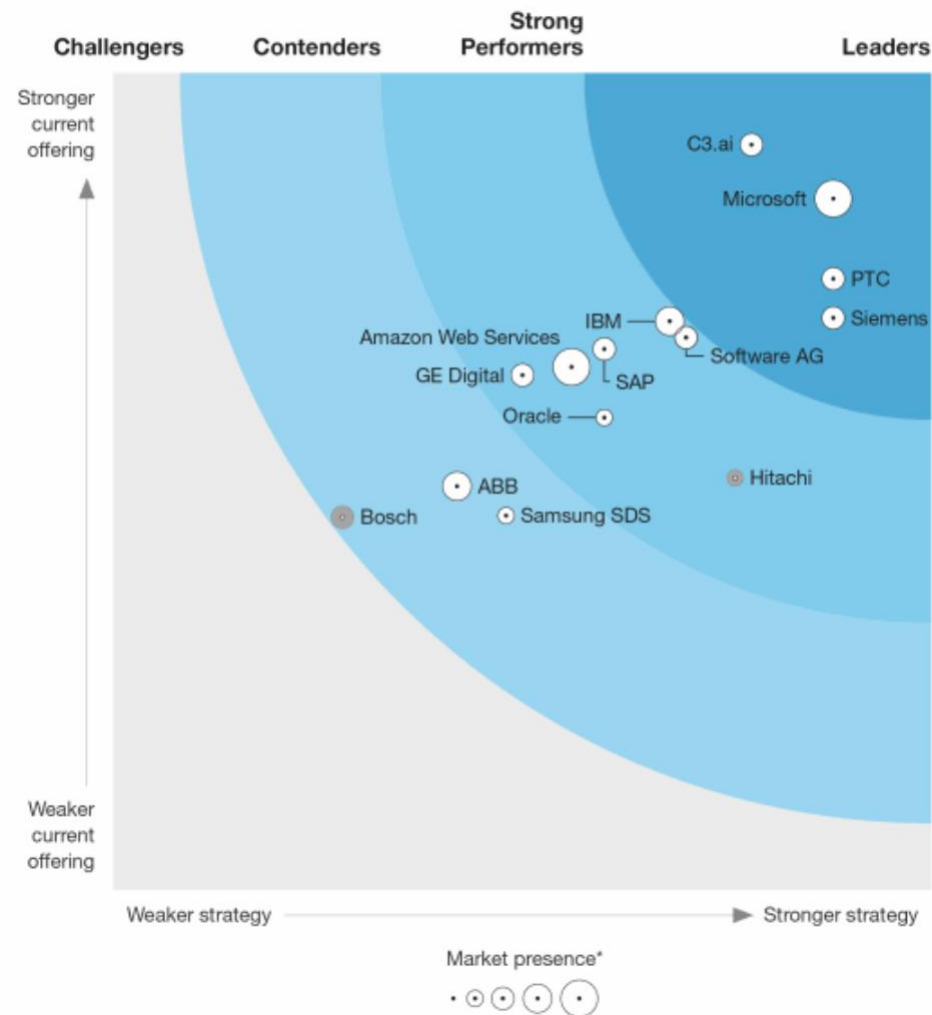 Challengers
Contenders
Strong
Performers
Leaders
Stronger
current
offering
C3.ai
Microsoft
PTC
Siemens
IBM
Software AG
Amazon Web Services
SAP
GE Digital
Oracle
Hitachi
ABB
Samsung SDS
Bosch
Weaker
current
offering
Weaker strategy
Stronger strategy
Market presence*